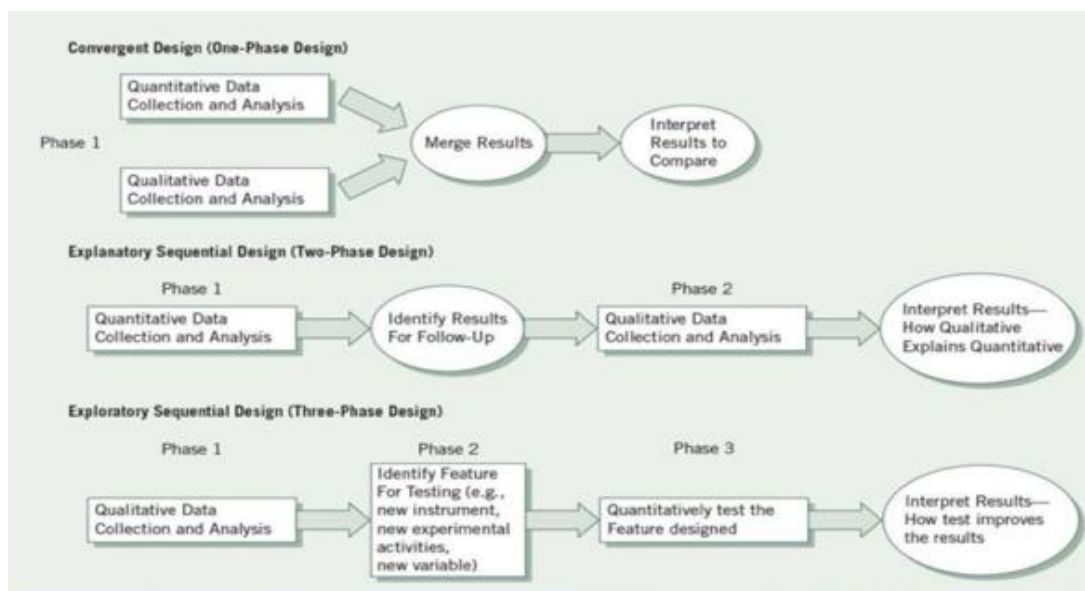 Convergent Design (One-Phase Design)
Quantitative Data
Collection and Analysis
Phase 1
Merge Results
Interpret
Results to
Compare
Qualitative Data
Collection and Analysis
Explanatory Sequential Design (Two-Phase Design)
Phase 1
Phase 2
Quantitative Data
Collection and Analysis
Identify Results
For Follow-Up
Qualitative Data
Collection and Analysis
Interpret Results—
How Qualitative
Explains Quantitative
Exploratory Sequential Design (Three-Phase Design)
Phase 1
Phase 2
Phase 3
Qualitative Data
Collection and Analysis
Identify Feature
For Testing (e.g.,
new instrument,
new experimental
activities,
new variable)
Quantitatively test the
Feature designed
Interpret Results—
How test improves
the results